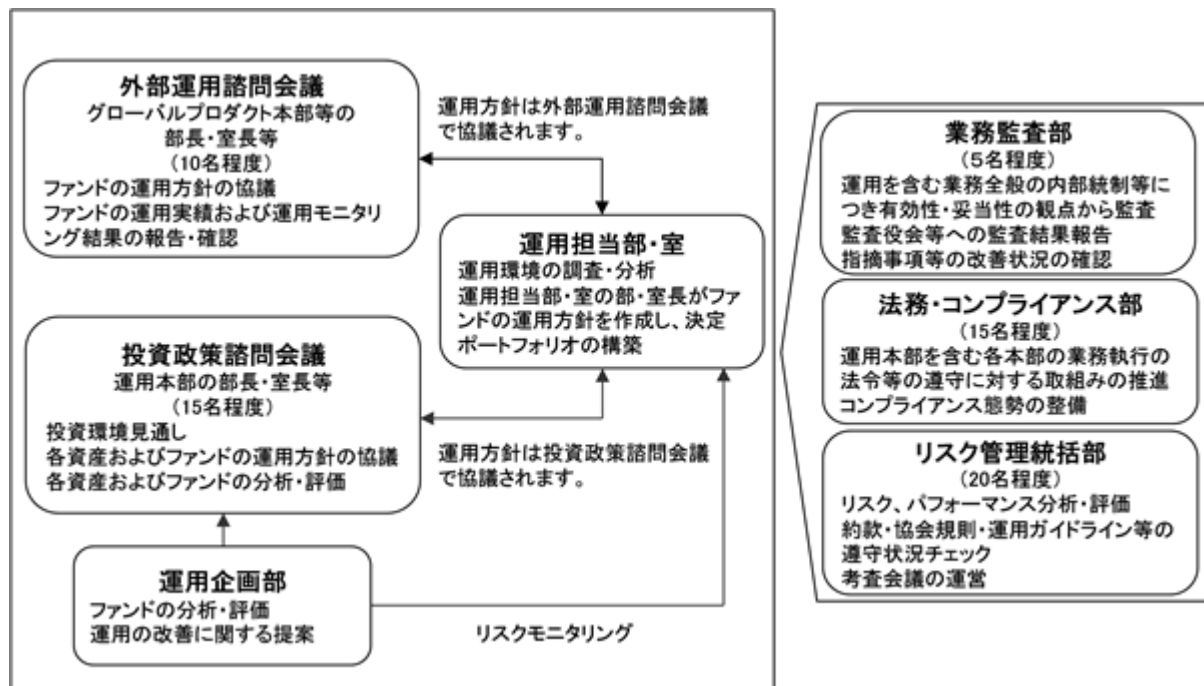 外部運用諮問会議
グローバルプロダクト本部等の
部長・室長等
(10名程度)
ファンドの運用方針の協議
ファンドの運用実績および運用モニタリ
ング結果の報告・確認
運用方針は外部運用諮問会議
で協議されます。
運用担当部・室
運用環境の調査・分析
運用担当部・室の部・室長がファ
ンドの運用方針を作成し、決定
ポートフォリオの構築
投資政策諮問会議
運用本部の部長・室長等
(15名程度)
投資環境見通し
各資産およびファンドの運用方針の協議
各資産およびファンドの分析・評価
運用方針は投資政策諮問会議
で協議されます。
運用企画部
ファンドの分析・評価
運用の改善に関する提案
リスクモニタリング
業務監査部
(5名程度)
運用を含む業務全般の内部統制等に
つき有効性・妥当性の観点から監査
監査役会等への監査結果報告
指摘事項等の改善状況の確認
法務・コンプライアンス部
(15名程度)
運用本部を含む各本部の業務執行の
法令等の遵守に対する取組みの推進
コンプライアンス態勢の整備
リスク管理統括部
(20名程度)
リスク、パフォーマンス分析・評価
約款・協会規則・運用ガイドライン等の
遵守状況チェック
考査会議の運営